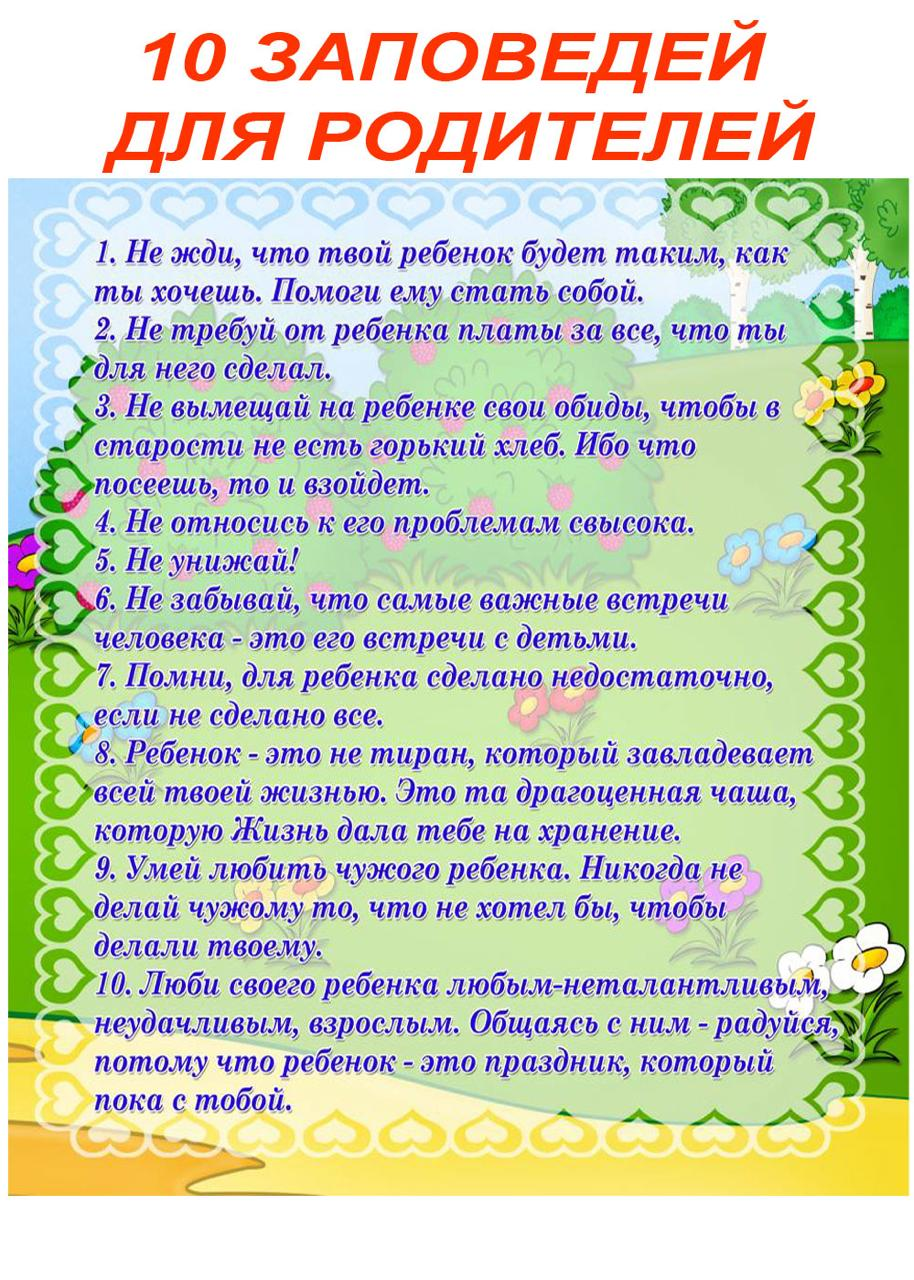 10 ЗАПОВЕДЕЙ
ДЛЯ РОДИТЕЛЕЙ
1. Не жди, что твой ребенок будет таким, как
ты хочешь. Помоги ему стать собой.
2. Не требуй от ребенка платы за все, что ты
для него сделал.
3. Не вымещай на ребенке свои обиды, чтобы в
старости не есть горький хлеб. Ибо что
посеешь, то и взойдет.
4. Не относись к его проблемам свысока.
5. Не унижай!
6. Не забывай, что самые важные встречи
человека - это его встречи с детьми.
7. Помни, для ребенка сделано недостаточно,
если не сделано все.
8. Ребенок - это не тиран, который завладевает
всей твоей жизнью. Это та драгоценная чаша,
которую Жизнь дала тебе на хранение.
9. Умей любить чужого ребенка. Никогда не
делай чужому то, что не хотел бы, чтобы
делали твоему.
10. Люби своего ребенка любым-неталантливым,
неудачливым, взрослым. Общаясь с ним - радуйся,
потому что ребенок - это праздник, который
пока с тобой.